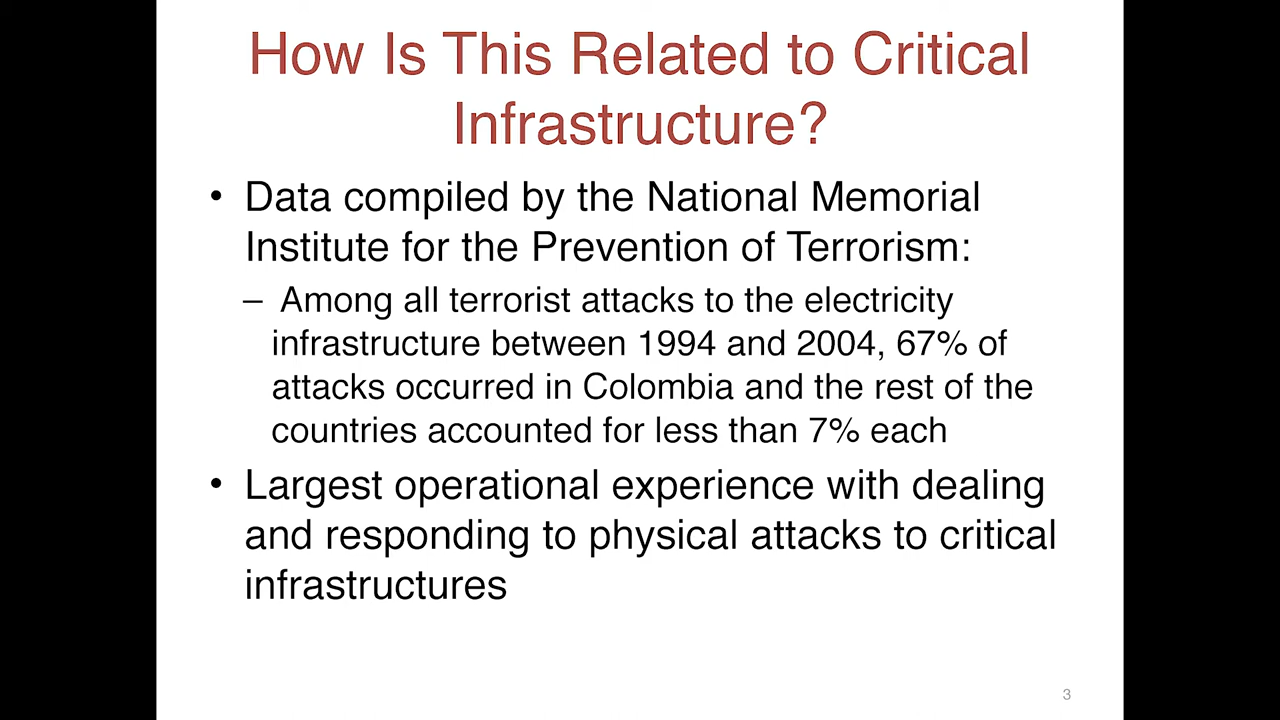 How Is This Related to Critical
Infrastructure?
• Data compiled by the National Memorial
Institute for the Prevention of Terrorism:
– Among all terrorist attacks to the electricity
infrastructure between 1994 and 2004, 67% of
attacks occurred in Colombia and the rest of the
countries accounted for less than 7% each
• Largest operational experience with dealing
and responding to physical attacks to critical
infrastructures
3